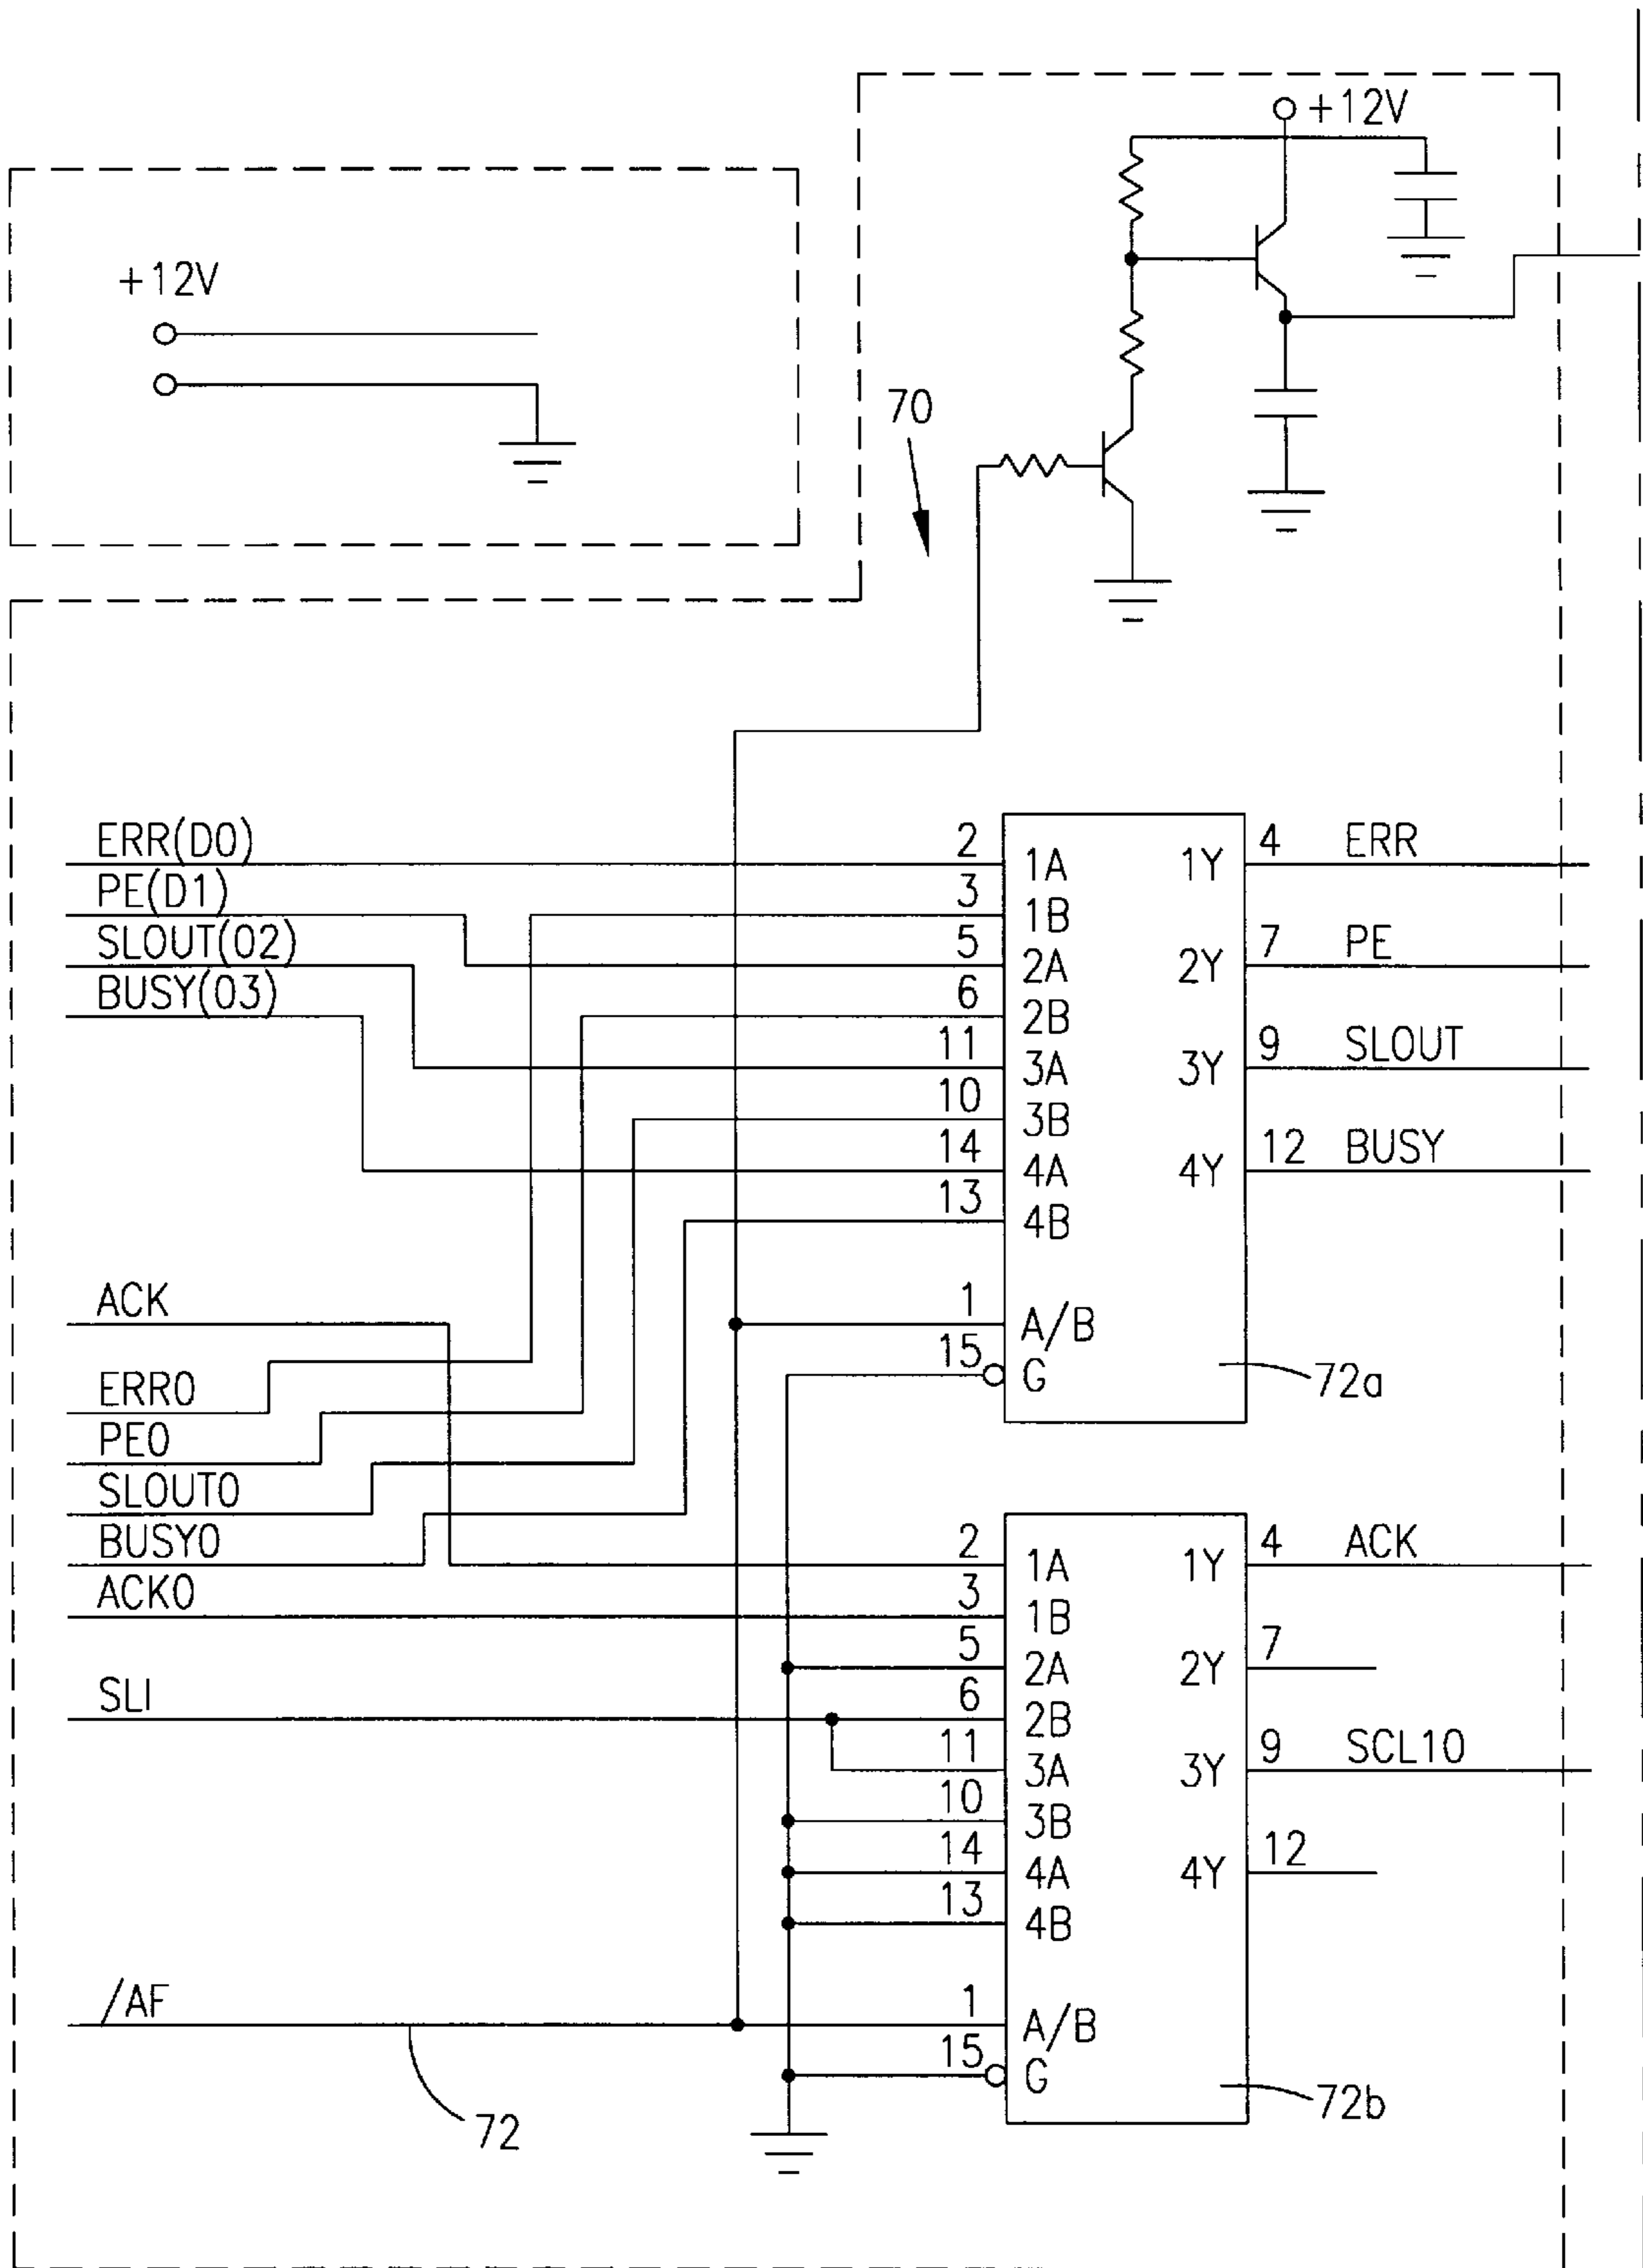 +12V
+12V
70
ERR(D0) 2 1A 1Y 4 ERR
PE(D1) 3 1B
SLOUT(02) 5 2A 2Y 7 PE
BUSY(03) 6 2B
11 3A 3Y 9 SLOUT
10 3B
14 4A 4Y 12 BUSY
13 4B
ACK 1 A/B
15 G 72a
ERR0
PE0
SLOUT0
BUSY0 2 1A 1Y 4 ACK
ACK0 3 1B
5 2A 2Y 7
SLI 6 2B
11 3A 3Y 9 SCL10
10 3B
14 4A 4Y 12
13 4B
/AF 1 A/B
15 G 72b
72